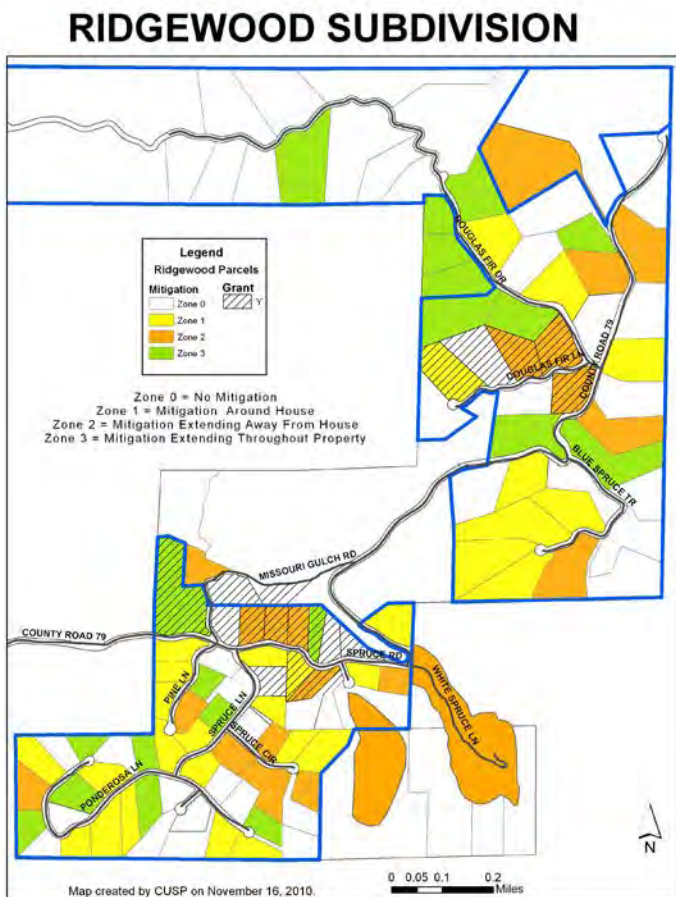 RIDGEWOOD SUBDIVISION
DOUGLAS FIR DR
COUNTY ROAD 79
Legend
Ridgewood Parcels
Mitigation
Grant
Zone 0
Y
Zone 1
Zone 2
Zone 3
DOUGLAS FIR LN
Zone 0 = No Mitigation
Zone 1 = Mitigation Around House
Zone 2 = Mitigation Extending Away From House
Zone 3 = Mitigation Extending Throughout Property
BLUE SPRUCE TR
MISSOURI GULCH RD
COUNTY ROAD 79
SPRUCE RD
PINE LN
SPRUCE LN
WHITE SPRUCE LN
SPRUCE CIR
PONDEROSA LN
N
Map created by CUSP on November 16, 2010.
0 0.05 0.1 0.2
Miles